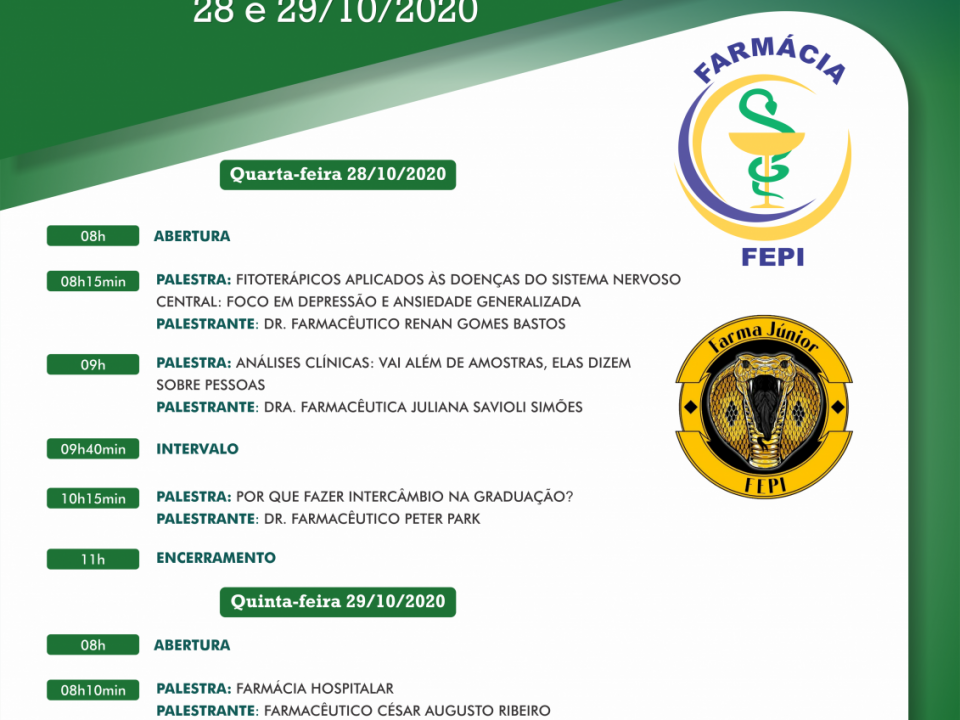 28 e 29/10/2020
FARMÁCIA
FEPI
Quarta-feira 28/10/2020
08h ABERTURA
08h15min PALESTRA: FITOTERÁPICOS APLICADOS ÀS DOENÇAS DO SISTEMA NERVOSO
CENTRAL: FOCO EM DEPRESSÃO E ANSIEDADE GENERALIZADA
PALESTRANTE: DR. FARMACÊUTICO RENAN GOMES BASTOS
Farma Júnior
FEPI
09h PALESTRA: ANÁLISES CLÍNICAS: VAI ALÉM DE AMOSTRAS, ELAS DIZEM
SOBRE PESSOAS
PALESTRANTE: DRA. FARMACÊUTICA JULIANA SAVIOLI SIMÕES
09h40min INTERVALO
10h15min PALESTRA: POR QUE FAZER INTERCÂMBIO NA GRADUAÇÃO?
PALESTRANTE: DR. FARMACÊUTICO PETER PARK
11h ENCERRAMENTO
Quinta-feira 29/10/2020
08h ABERTURA
08h10min PALESTRA: FARMÁCIA HOSPITALAR
PALESTRANTE: FARMACÊUTICO CÉSAR AUGUSTO RIBEIRO